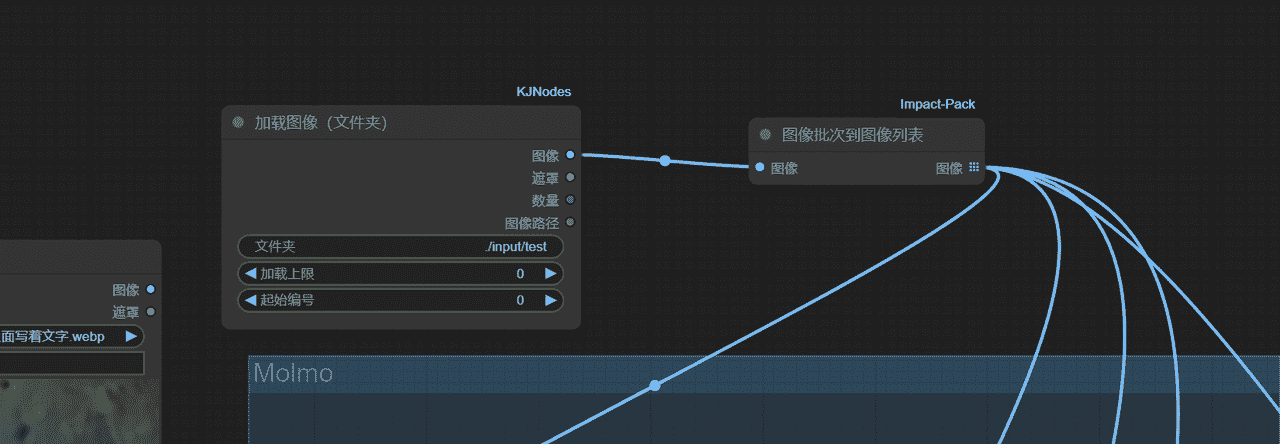 KJNodes
加载图像（文件夹）
图像
遮罩
数量
图像路径
文件夹 ./input/test
加载上限 0
起始编号 0
Impact-Pack
图像批次到图像列表
图像 图像
图像
遮罩
面写着文字.webp
Molmo